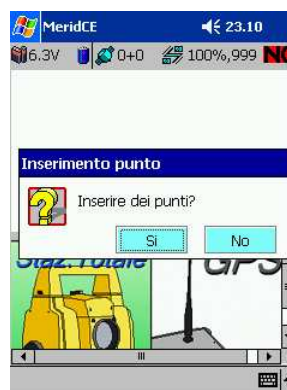 MeridCE 23.10
6.3V 0+0 100%,999 NO
Inserimento punto
Inserire dei punti?
Si No
Staz. Totale GPS